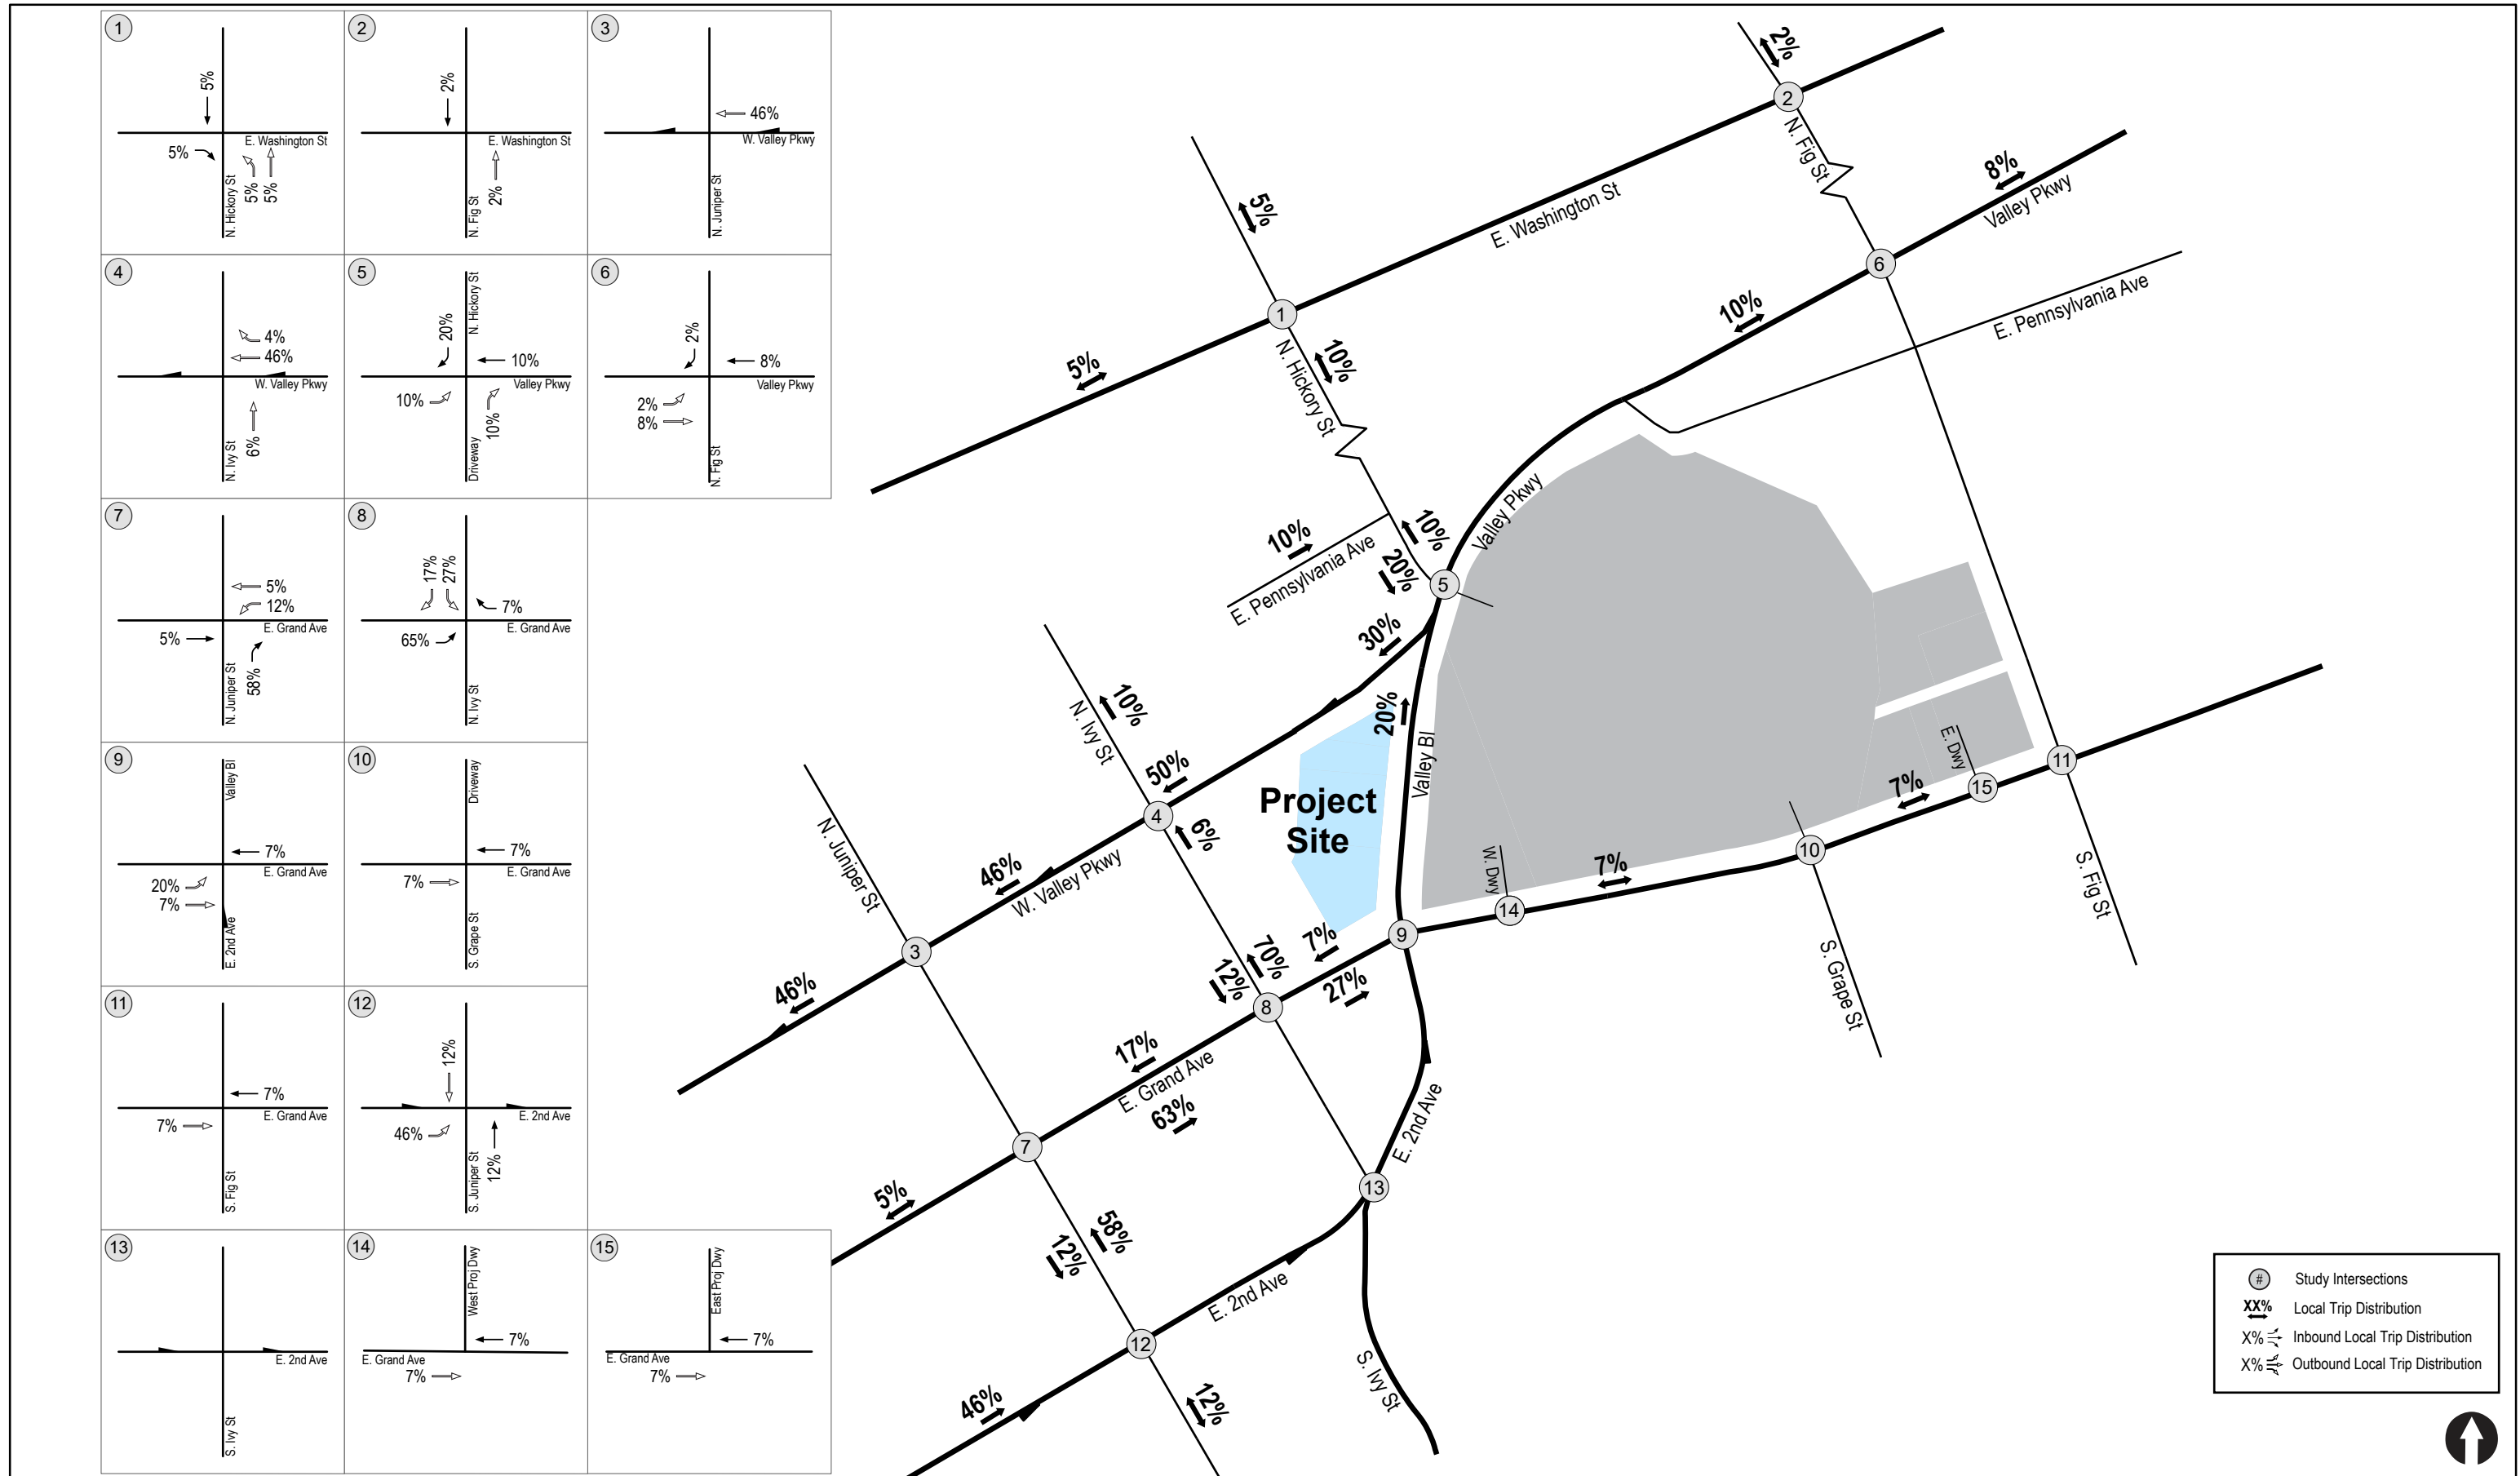 1
5%
E. Washington St
5%
N. Hickory St
5%
5%
2
2%
E. Washington St
N. Fig St
2%
3
46%
W. Valley Pkwy
N. Juniper St
4
4%
46%
W. Valley Pkwy
N. Ivy St
6%
5
N. Hickory St
20%
10%
Valley Pkwy
10%
Driveway
10%
6
2%
8%
Valley Pkwy
2%
8%
N. Fig St
7
5%
12%
E. Grand Ave
5%
N. Juniper St
58%
8
17%
27%
7%
E. Grand Ave
65%
N. Ivy St
9
Valley Bl
7%
E. Grand Ave
20%
7%
E. 2nd Ave
10
Driveway
7%
E. Grand Ave
7%
S. Grape St
11
7%
E. Grand Ave
7%
S. Fig St
12
12%
E. 2nd Ave
46%
S. Juniper St
12%
13
E. 2nd Ave
S. Ivy St
14
West Proj Dwy
7%
E. Grand Ave
7%
15
East Proj Dwy
7%
E. Grand Ave
7%
2%
2
N. Fig St
8%
Valley Pkwy
5%
E. Washington St
6
10%
E. Pennsylvania Ave
1
5%
10%
N. Hickory St
Valley Pkwy
10%
10%
E. Pennsylvania Ave
20%
5
30%
10%
N. Ivy St
20%
Valley Bl
50%
Project
Site
4
6%
N. Juniper St
46%
W. Valley Pkwy
3
46%
E. Dwy
11
15
7%
10
7%
W. Dwy
14
S. Fig St
S. Grape St
9
7%
27%
70%
12%
8
17%
E. Grand Ave
63%
7
5%
E. 2nd Ave
13
58%
12%
E. 2nd Ave
12
S. Ivy St
46%
12%
# Study Intersections
XX% Local Trip Distribution
X% Inbound Local Trip Distribution
X% Outbound Local Trip Distribution